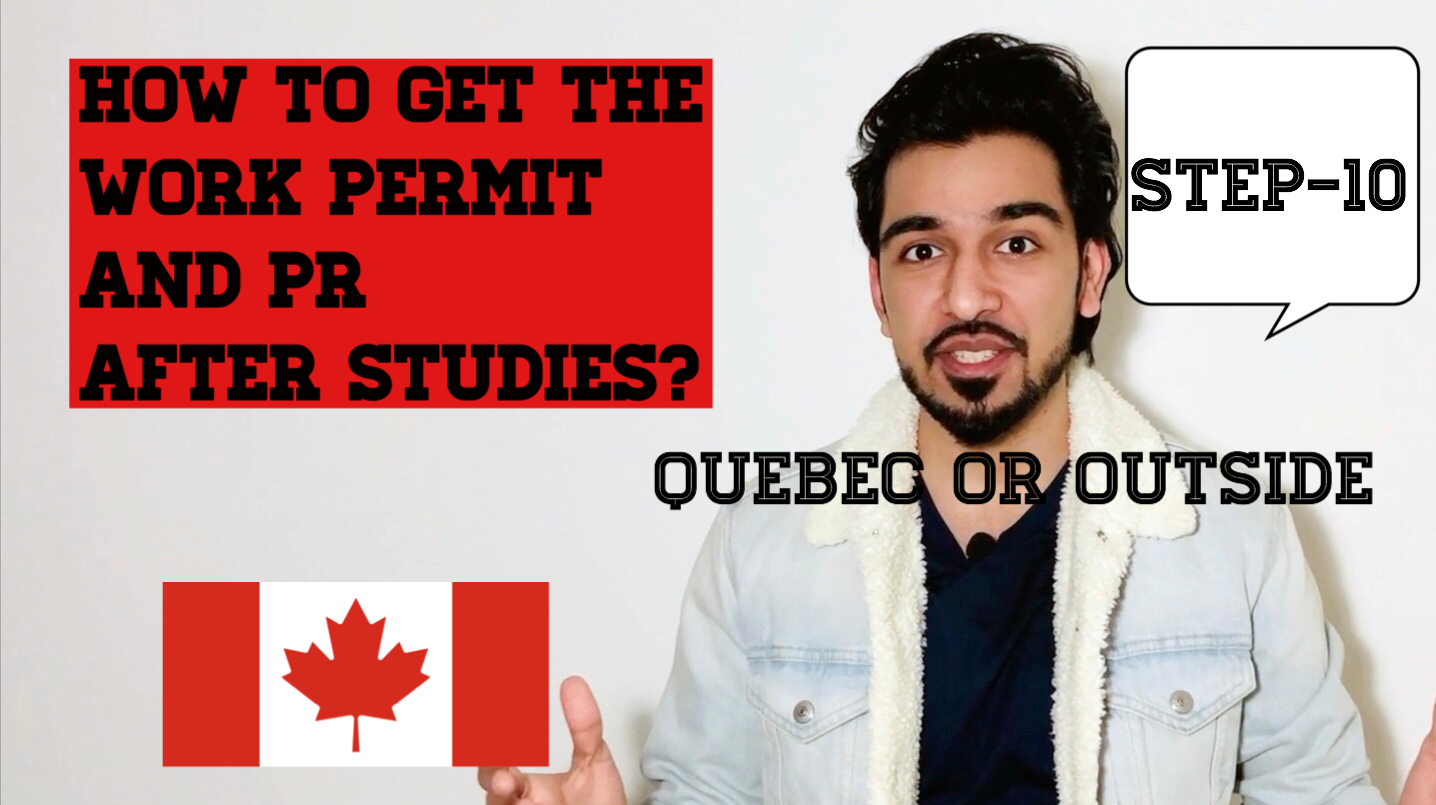 HOW TO GET THE
WORK PERMIT
AND PR
AFTER STUDIES?
STEP-10
QUEBEC OR OUTSIDE